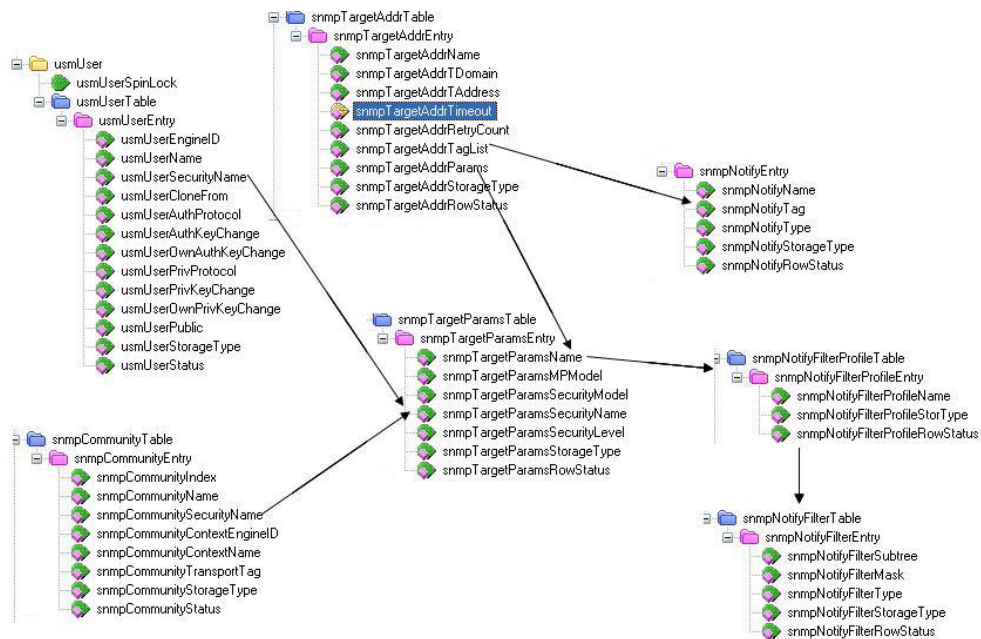 usmUser
usmUserSpinLock
usmUserTable
usmUserEntry
usmUserEngineID
usmUserName
usmUserSecurityName
usmUserCloneFrom
usmUserAuthProtocol
usmUserAuthKeyChange
usmUserOwnAuthKeyChange
usmUserPrivProtocol
usmUserPrivKeyChange
usmUserOwnPrivKeyChange
usmUserPublic
usmUserStorageType
usmUserStatus
snmpTargetAddrTable
snmpTargetAddrEntry
snmpTargetAddrName
snmpTargetAddrTDomain
snmpTargetAddrTAddress
snmpTargetAddrTimeout
snmpTargetAddrRetryCount
snmpTargetAddrTagList
snmpTargetAddrParams
snmpTargetAddrStorageType
snmpTargetAddrRowStatus
snmpNotifyEntry
snmpNotifyName
snmpNotifyTag
snmpNotifyType
snmpNotifyStorageType
snmpNotifyRowStatus
snmpTargetParamsTable
snmpTargetParamsEntry
snmpTargetParamsName
snmpTargetParamsMPModel
snmpTargetParamsSecurityModel
snmpTargetParamsSecurityName
snmpTargetParamsSecurityLevel
snmpTargetParamsStorageType
snmpTargetParamsRowStatus
snmpNotifyFilterProfileTable
snmpNotifyFilterProfileEntry
snmpNotifyFilterProfileName
snmpNotifyFilterProfileStorType
snmpNotifyFilterProfileRowStatus
snmpCommunityTable
snmpCommunityEntry
snmpCommunityIndex
snmpCommunityName
snmpCommunitySecurityName
snmpCommunityContextEngineID
snmpCommunityContextName
snmpCommunityTransportTag
snmpCommunityStorageType
snmpCommunityStatus
snmpNotifyFilterTable
snmpNotifyFilterEntry
snmpNotifyFilterSubtree
snmpNotifyFilterMask
snmpNotifyFilterType
snmpNotifyFilterStorageType
snmpNotifyFilterRowStatus